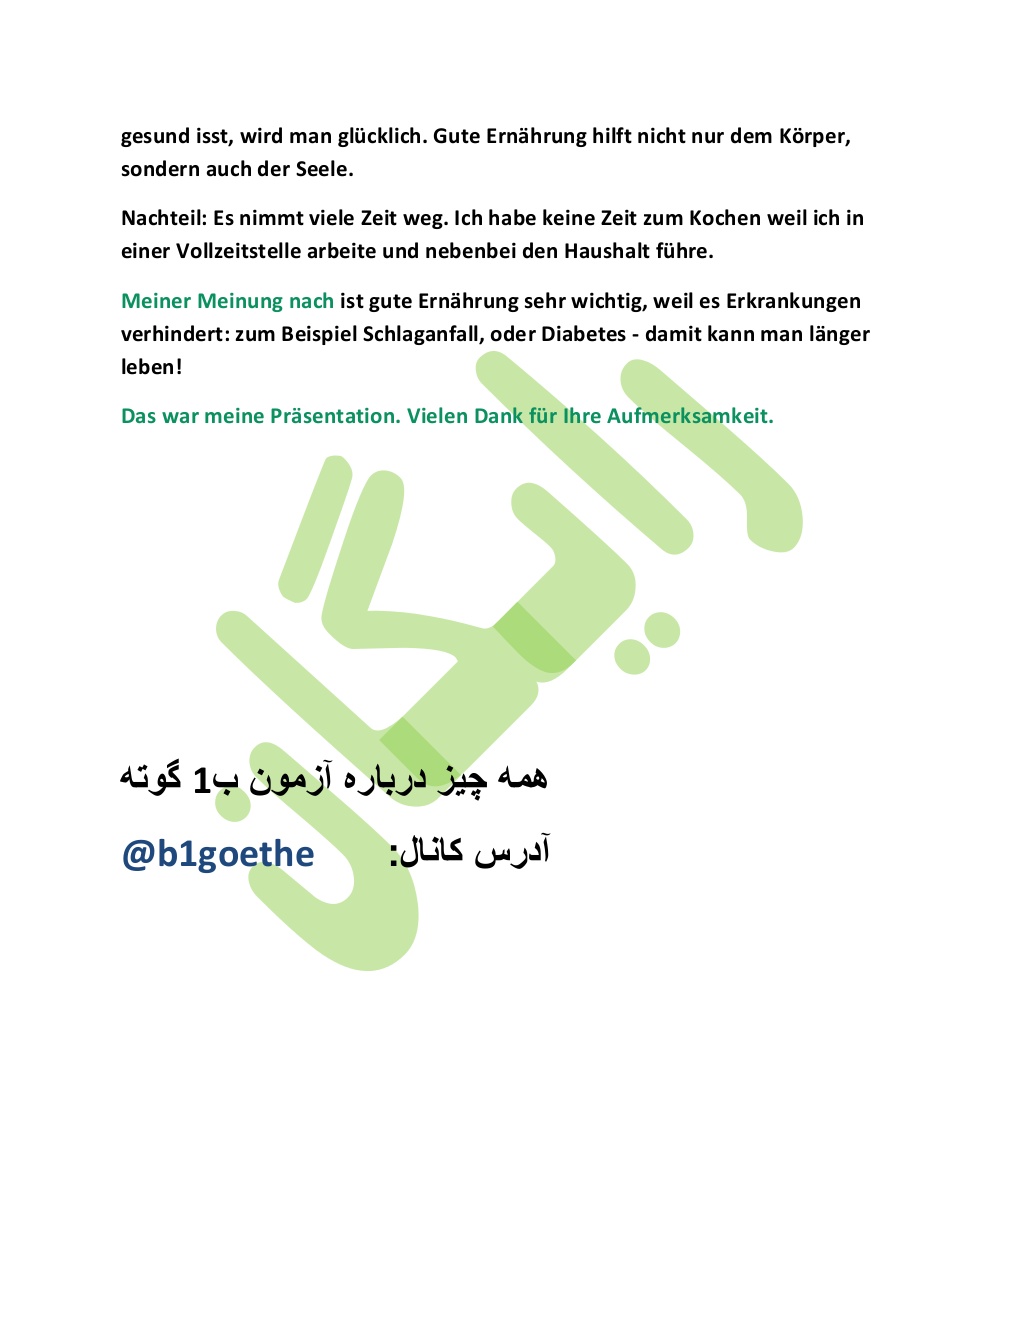 gesund isst, wird man glücklich. Gute Ernährung hilft nicht nur dem Körper,
sondern auch der Seele.
Nachteil: Es nimmt viele Zeit weg. Ich habe keine Zeit zum Kochen weil ich in
einer Vollzeitstelle arbeite und nebenbei den Haushalt führe.
Meiner Meinung nach ist gute Ernährung sehr wichtig, weil es Erkrankungen
verhindert: zum Beispiel Schlaganfall, oder Diabetes - damit kann man länger
leben!
Das war meine Präsentation. Vielen Dank für Ihre Aufmerksamkeit.
رایگان
همه چیز درباره آزمون ب1 گوته
آدرس کانال: @b1goethe